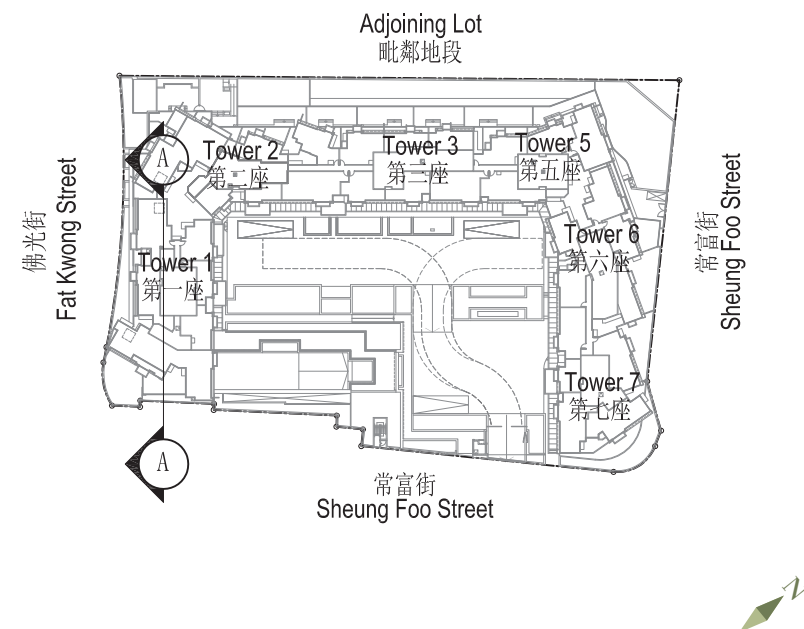 Adjoining Lot
毗鄰地段
A
Tower 2
第二座
Tower 3
第三座
Tower 5
第五座
佛光街
Fat Kwong Street
Tower 1
第一座
Tower 6
第六座
常富街
Sheung Foo Street
Tower 7
第七座
A
常富街
Sheung Foo Street
N